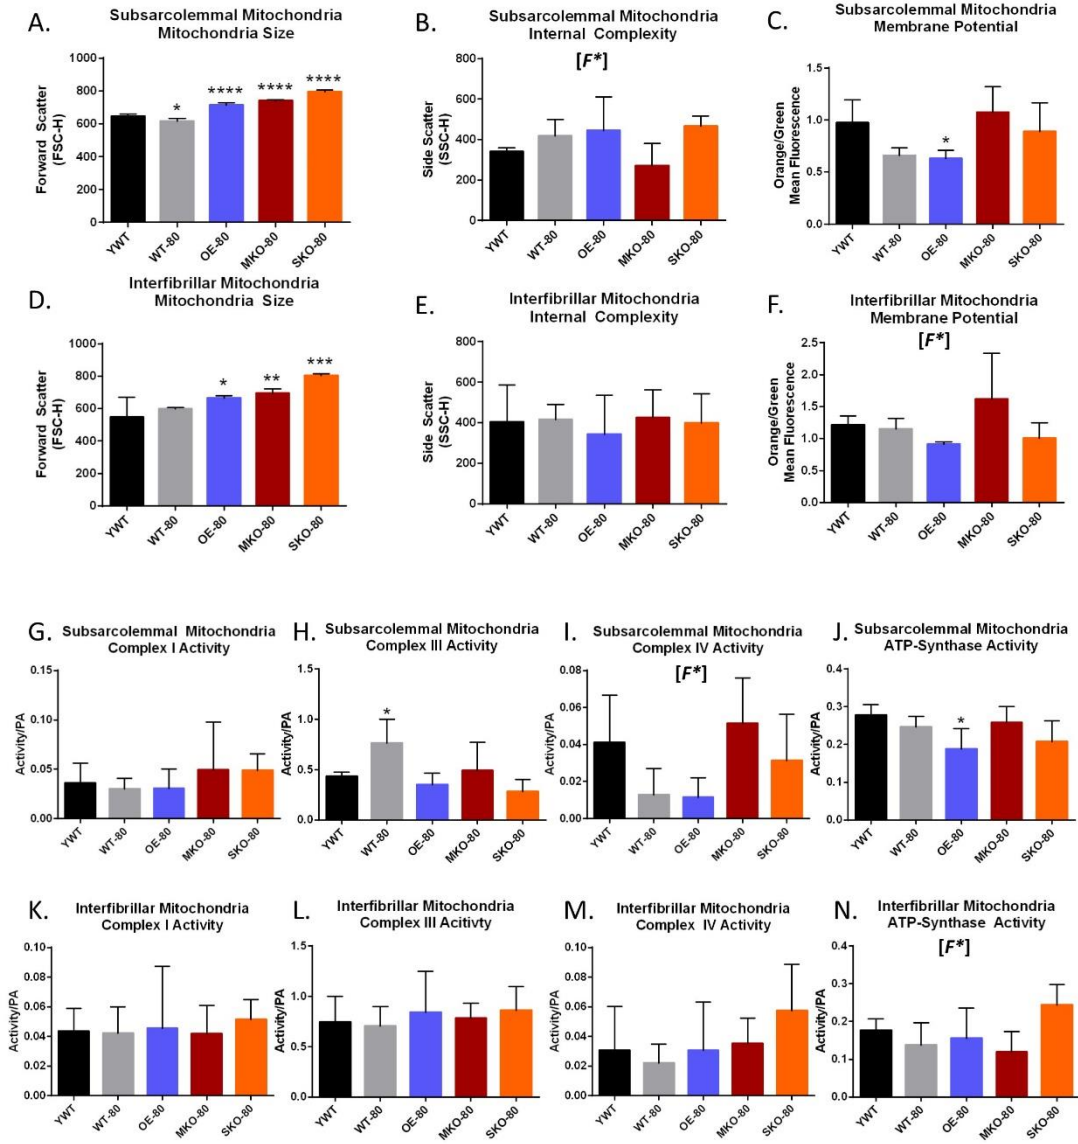 A.
Subsarcolemmal Mitochondria
Mitochondria Size
Forward Scatter
(FSC-H)
1000
800
600
400
200
0
*
****
****
****
YWT
WT-80
OE-80
MKO-80
SKO-80
B.
Subsarcolemmal Mitochondria
Internal Complexity
[F*]
Side Scatter
(SSC-H)
800
600
400
200
0
YWT
WT-80
OE-80
MKO-80
SKO-80
C.
Subsarcolemmal Mitochondria
Membrane Potential
Orange/Green
Mean Fluorescence
1.5
1.0
0.5
0.0
*
YWT
WT-80
OE-80
MKO-80
SKO-80
D.
Interfibrillar Mitochondria
Mitochondria Size
Forward Scatter
(FSC-H)
1000
800
600
400
200
0
*
**
***
YWT
WT-80
OE-80
MKO-80
SKO-80
E.
Interfibrillar Mitochondria
Internal Complexity
Side Scatter
(SSC-H)
800
600
400
200
0
YWT
WT-80
OE-80
MKO-80
SKO-80
F.
Interfibrillar Mitochondria
Membrane Potential
[F*]
Orange/Green
Mean Fluorescence
2.5
2.0
1.5
1.0
0.5
0.0
YWT
WT-80
OE-80
MKO-80
SKO-80
G.
Subsarcolemmal Mitochondria
Complex I Activity
Activity/PA
0.20
0.15
0.10
0.05
0.00
YWT
WT-80
OE-80
MKO-80
SKO-80
H.
Subsarcolemmal Mitochondria
Complex III Activity
Activity/PA
1.5
1.0
0.5
0.0
*
YWT
WT-80
OE-80
MKO-80
SKO-80
I.
Subsarcolemmal Mitochondria
Complex IV Activity
[F*]
Activity/PA
0.08
0.06
0.04
0.02
0.00
YWT
WT-80
OE-80
MKO-80
SKO-80
J.
Subsarcolemmal Mitochondria
ATP-Synthase Activity
Activity/PA
0.4
0.3
0.2
0.1
0.0
*
YWT
WT-80
OE-80
MKO-80
SKO-80
K.
Interfibrillar Mitochondria
Complex I Activity
Activity/PA
0.10
0.08
0.06
0.04
0.02
0.00
YWT
WT-80
OE-80
MKO-80
SKO-80
L.
Interfibrillar Mitochondria
Complex III Acitivty
Activity/PA
1.5
1.0
0.5
0.0
YWT
WT-80
OE-80
MKO-80
SKO-80
M.
Interfibrillar Mitochondria
Complex IV Activity
Activity/PA
0.10
0.08
0.06
0.04
0.02
0.00
YWT
WT-80
OE-80
MKO-80
SKO-80
N.
Interfibrillar Mitochondria
ATP-Synthase Activity
[F*]
Activity/PA
0.4
0.3
0.2
0.1
0.0
YWT
WT-80
OE-80
MKO-80
SKO-80